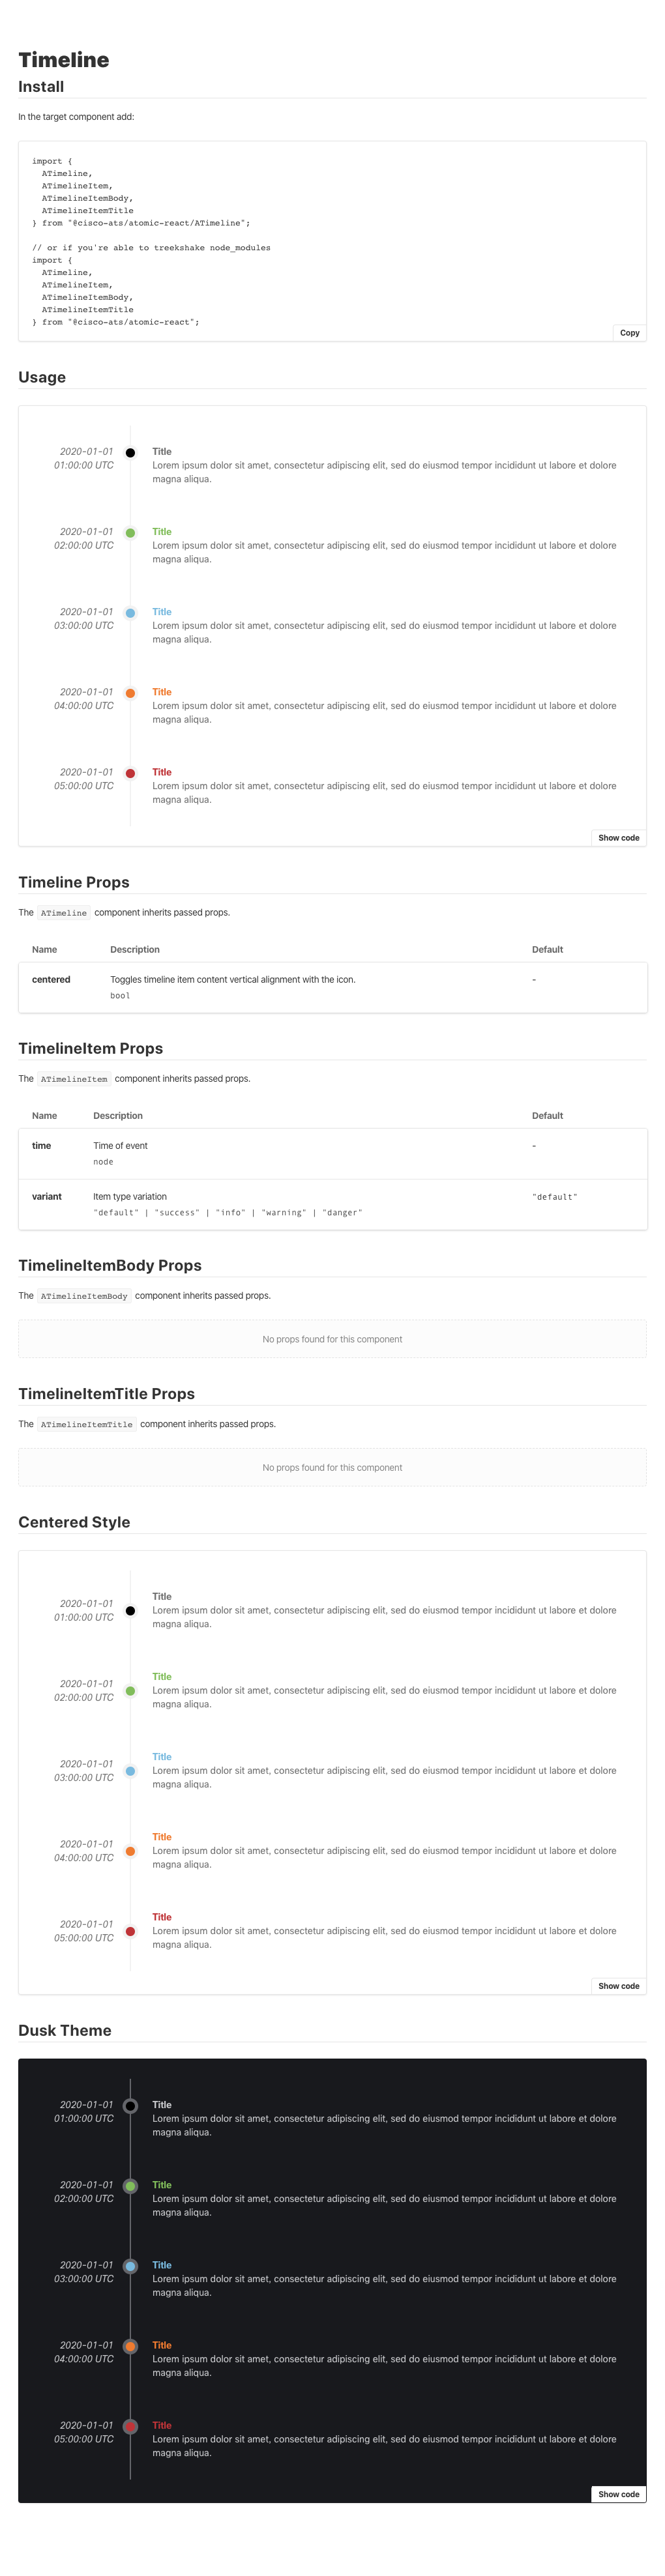 Timeline
Install
In the target component add:
import {
  ATimeline,
  ATimelineItem,
  ATimelineItemBody,
  ATimelineItemTitle
} from "@cisco-ats/atomic-react/ATimeline";
// or if you're able to treekshake node_modules
import {
  ATimeline,
  ATimelineItem,
  ATimelineItemBody,
  ATimelineItemTitle
} from "@cisco-ats/atomic-react";
Copy
Usage
2020-01-01
01:00:00 UTC
Title
Lorem ipsum dolor sit amet, consectetur adipiscing elit, sed do eiusmod tempor incididunt ut labore et dolore
magna aliqua.
2020-01-01
02:00:00 UTC
Title
Lorem ipsum dolor sit amet, consectetur adipiscing elit, sed do eiusmod tempor incididunt ut labore et dolore
magna aliqua.
2020-01-01
03:00:00 UTC
Title
Lorem ipsum dolor sit amet, consectetur adipiscing elit, sed do eiusmod tempor incididunt ut labore et dolore
magna aliqua.
2020-01-01
04:00:00 UTC
Title
Lorem ipsum dolor sit amet, consectetur adipiscing elit, sed do eiusmod tempor incididunt ut labore et dolore
magna aliqua.
2020-01-01
05:00:00 UTC
Title
Lorem ipsum dolor sit amet, consectetur adipiscing elit, sed do eiusmod tempor incididunt ut labore et dolore
magna aliqua.
Show code
Timeline Props
The ATimeline component inherits passed props.
Name Description Default
centered Toggles timeline item content vertical alignment with the icon. -
bool
TimelineItem Props
The ATimelineItem component inherits passed props.
Name Description Default
time Time of event -
node
variant Item type variation "default"
"default" | "success" | "info" | "warning" | "danger"
TimelineItemBody Props
The ATimelineItemBody component inherits passed props.
No props found for this component
TimelineItemTitle Props
The ATimelineItemTitle component inherits passed props.
No props found for this component
Centered Style
2020-01-01
01:00:00 UTC
Title
Lorem ipsum dolor sit amet, consectetur adipiscing elit, sed do eiusmod tempor incididunt ut labore et dolore
magna aliqua.
2020-01-01
02:00:00 UTC
Title
Lorem ipsum dolor sit amet, consectetur adipiscing elit, sed do eiusmod tempor incididunt ut labore et dolore
magna aliqua.
2020-01-01
03:00:00 UTC
Title
Lorem ipsum dolor sit amet, consectetur adipiscing elit, sed do eiusmod tempor incididunt ut labore et dolore
magna aliqua.
2020-01-01
04:00:00 UTC
Title
Lorem ipsum dolor sit amet, consectetur adipiscing elit, sed do eiusmod tempor incididunt ut labore et dolore
magna aliqua.
2020-01-01
05:00:00 UTC
Title
Lorem ipsum dolor sit amet, consectetur adipiscing elit, sed do eiusmod tempor incididunt ut labore et dolore
magna aliqua.
Show code
Dusk Theme
2020-01-01
01:00:00 UTC
Title
Lorem ipsum dolor sit amet, consectetur adipiscing elit, sed do eiusmod tempor incididunt ut labore et dolore
magna aliqua.
2020-01-01
02:00:00 UTC
Title
Lorem ipsum dolor sit amet, consectetur adipiscing elit, sed do eiusmod tempor incididunt ut labore et dolore
magna aliqua.
2020-01-01
03:00:00 UTC
Title
Lorem ipsum dolor sit amet, consectetur adipiscing elit, sed do eiusmod tempor incididunt ut labore et dolore
magna aliqua.
2020-01-01
04:00:00 UTC
Title
Lorem ipsum dolor sit amet, consectetur adipiscing elit, sed do eiusmod tempor incididunt ut labore et dolore
magna aliqua.
2020-01-01
05:00:00 UTC
Title
Lorem ipsum dolor sit amet, consectetur adipiscing elit, sed do eiusmod tempor incididunt ut labore et dolore
magna aliqua.
Show code